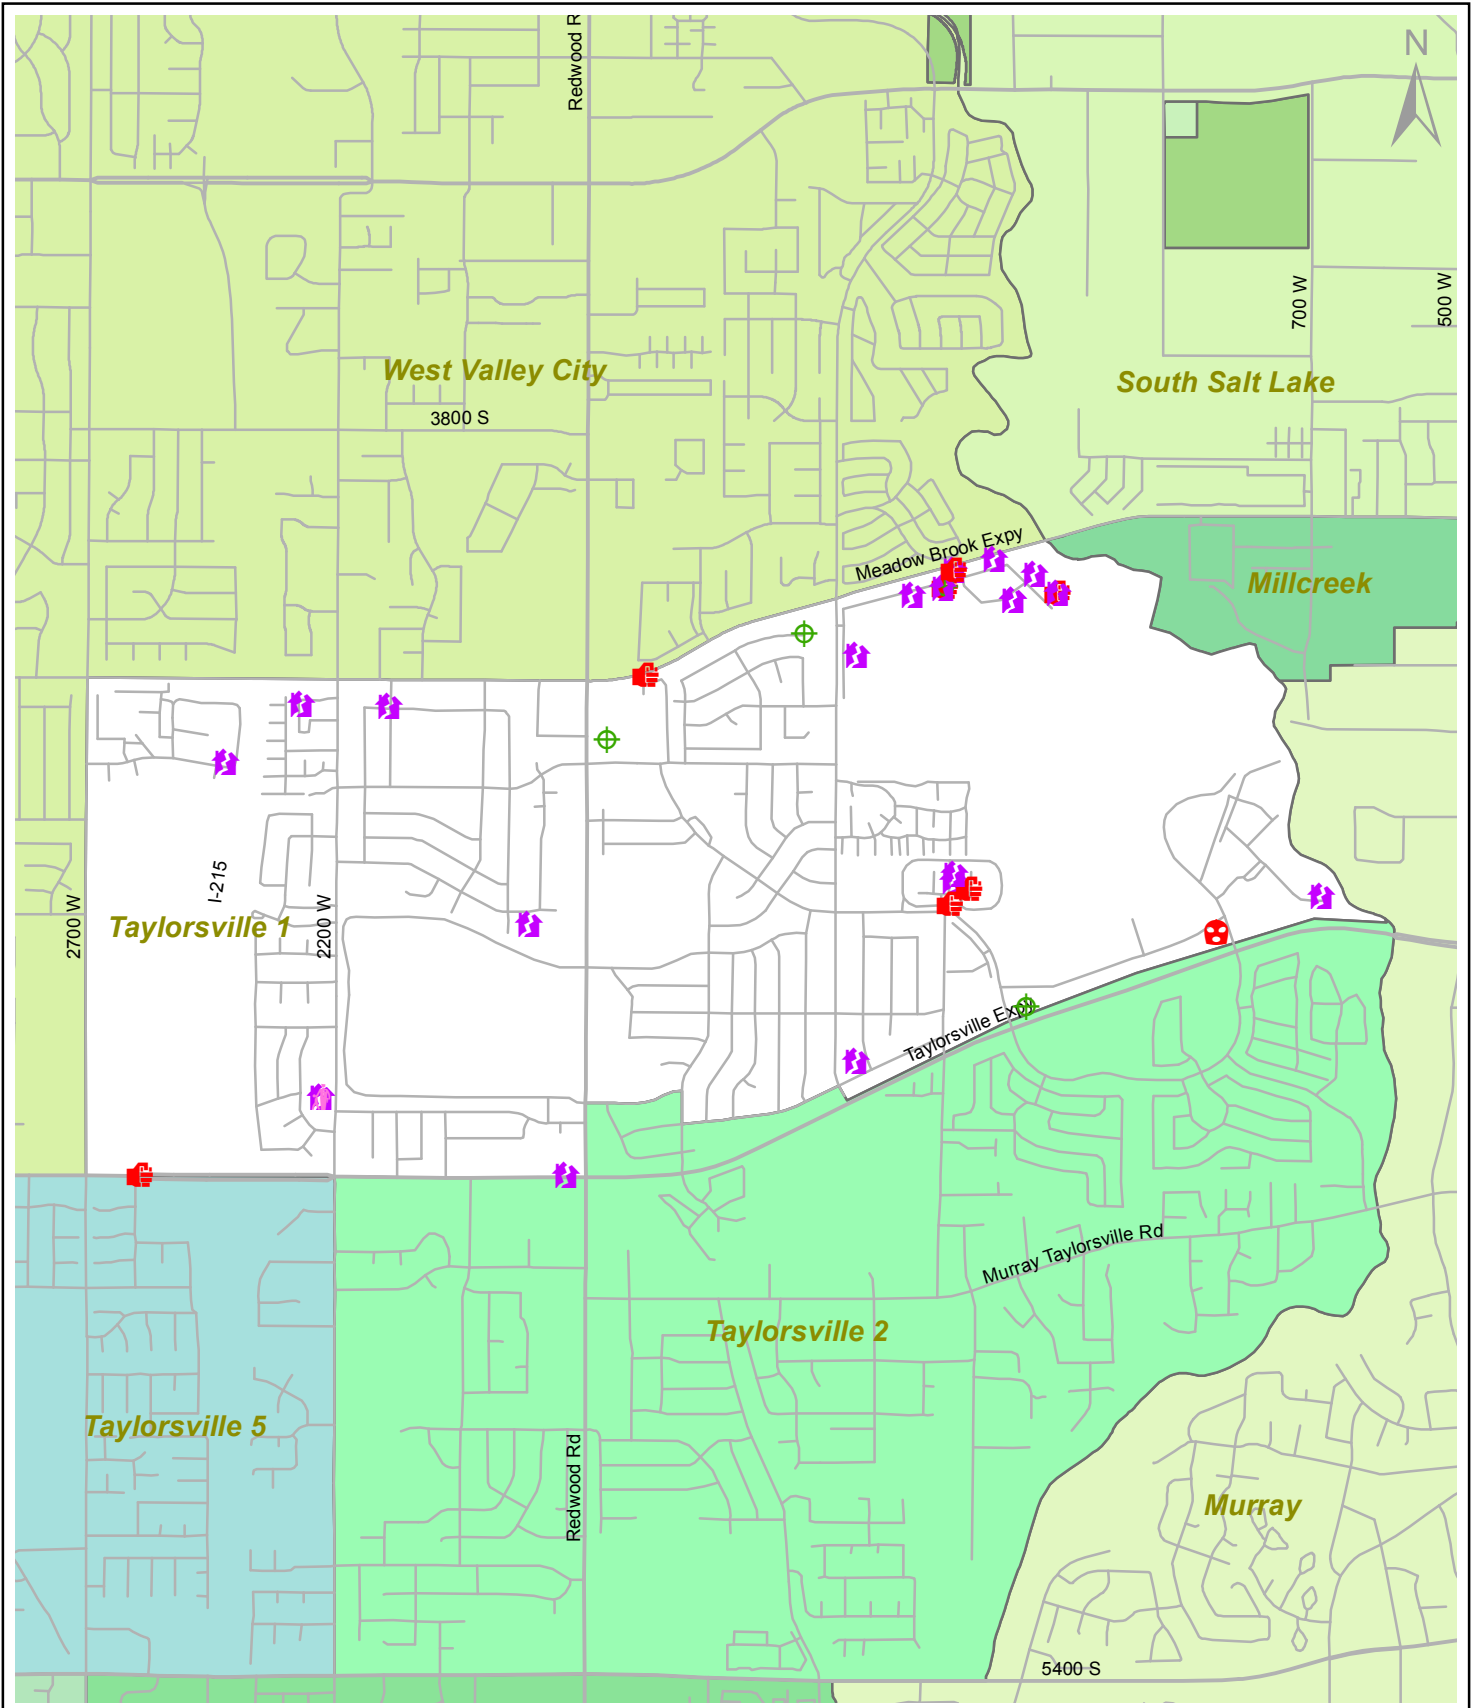 Redwood R
N
700 W
500 W
West Valley City
South Salt Lake
3800 S
Meadow Brook Expy
Millcreek
I-215
2700 W
Taylorsville 1
2200 W
Taylorsville Expy
Murray Taylorsville Rd
Taylorsville 2
Taylorsville 5
Redwood Rd
Murray
5400 S